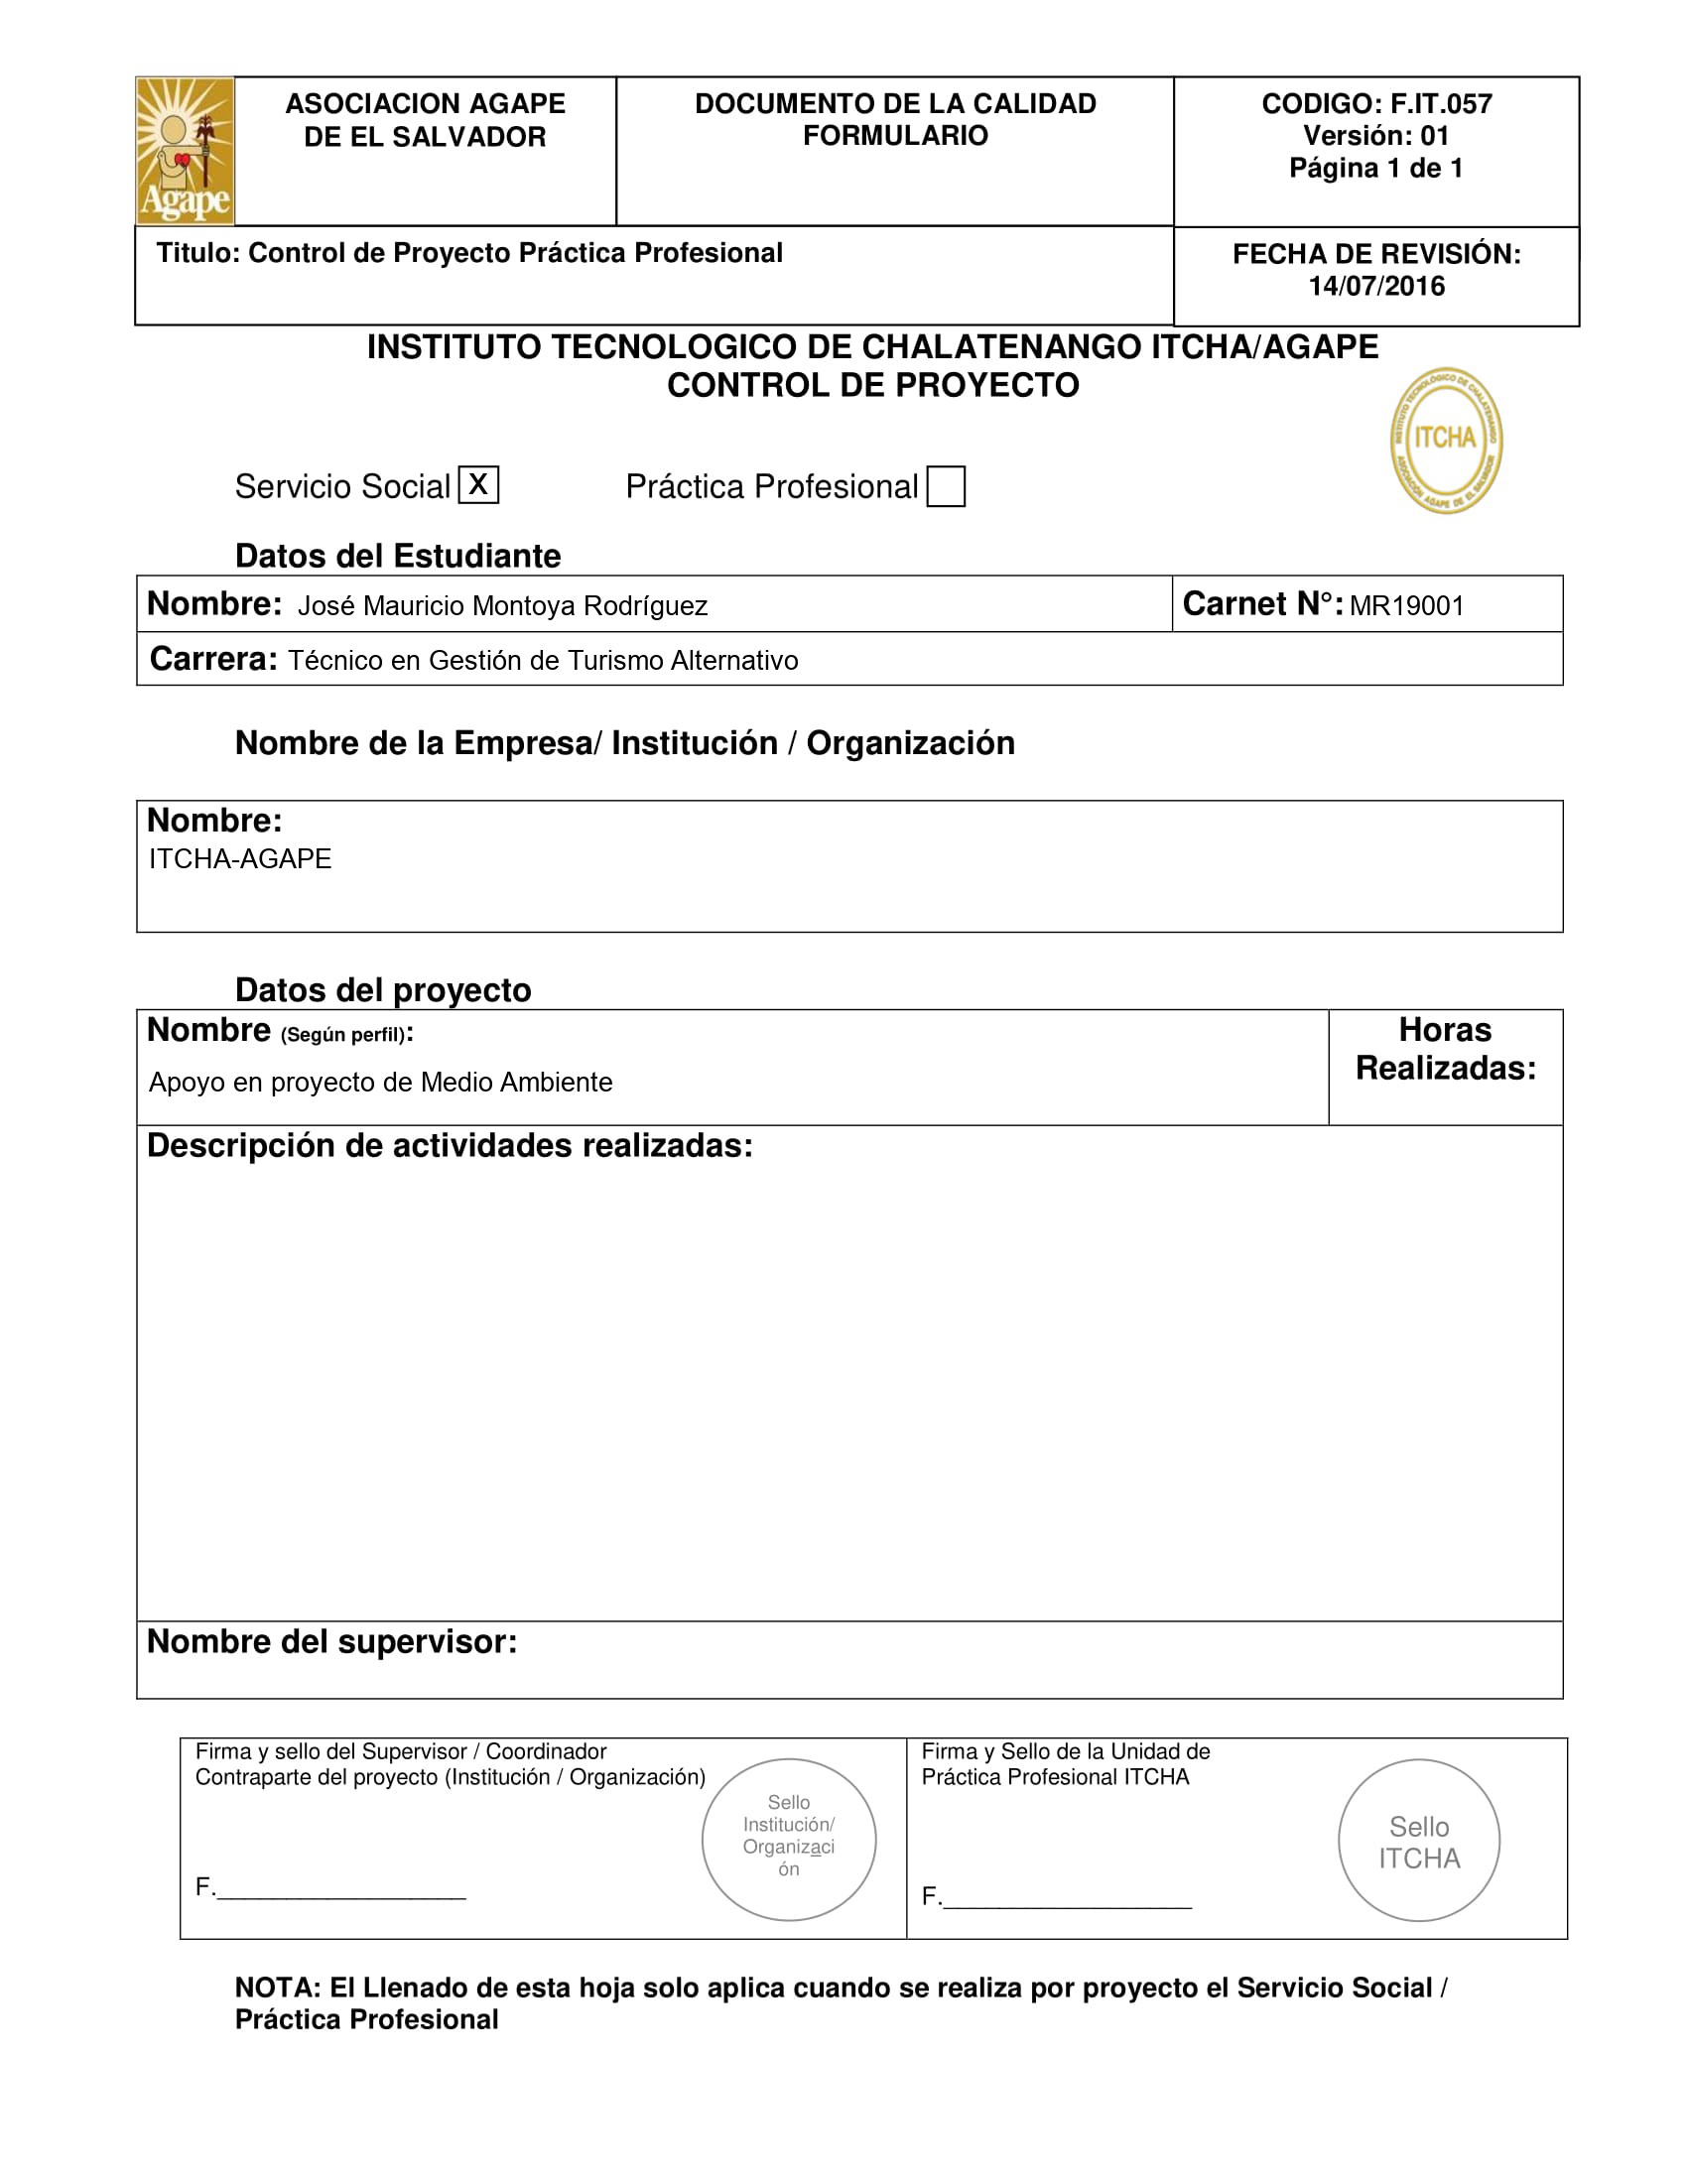 Agape
ASOCIACION AGAPE
DE EL SALVADOR
DOCUMENTO DE LA CALIDAD
FORMULARIO
CODIGO: F.IT.057
Versión: 01
Página 1 de 1
Titulo: Control de Proyecto Práctica Profesional
FECHA DE REVISIÓN:
14/07/2016
INSTITUTO TECNOLOGICO DE CHALATENANGO ITCHA/AGAPE
CONTROL DE PROYECTO
INSTITUTO TECNOLÓGICO DE CHALATENANGO
ITCHA
ASOCIACIÓN AGAPE DE EL SALVADOR
Servicio Social X Práctica Profesional
Datos del Estudiante
Nombre: José Mauricio Montoya Rodríguez Carnet N°: MR19001
Carrera: Técnico en Gestión de Turismo Alternativo
Nombre de la Empresa/ Institución / Organización
Nombre:
ITCHA-AGAPE
Datos del proyecto
Nombre (Según perfil):
Apoyo en proyecto de Medio Ambiente
Horas
Realizadas:
Descripción de actividades realizadas:
Nombre del supervisor:
Firma y sello del Supervisor / Coordinador
Contraparte del proyecto (Institución / Organización)
Sello
Institución/
Organizaci
ón
F.__________________
Firma y Sello de la Unidad de
Práctica Profesional ITCHA
Sello
ITCHA
F.__________________
NOTA: El Llenado de esta hoja solo aplica cuando se realiza por proyecto el Servicio Social /
Práctica Profesional